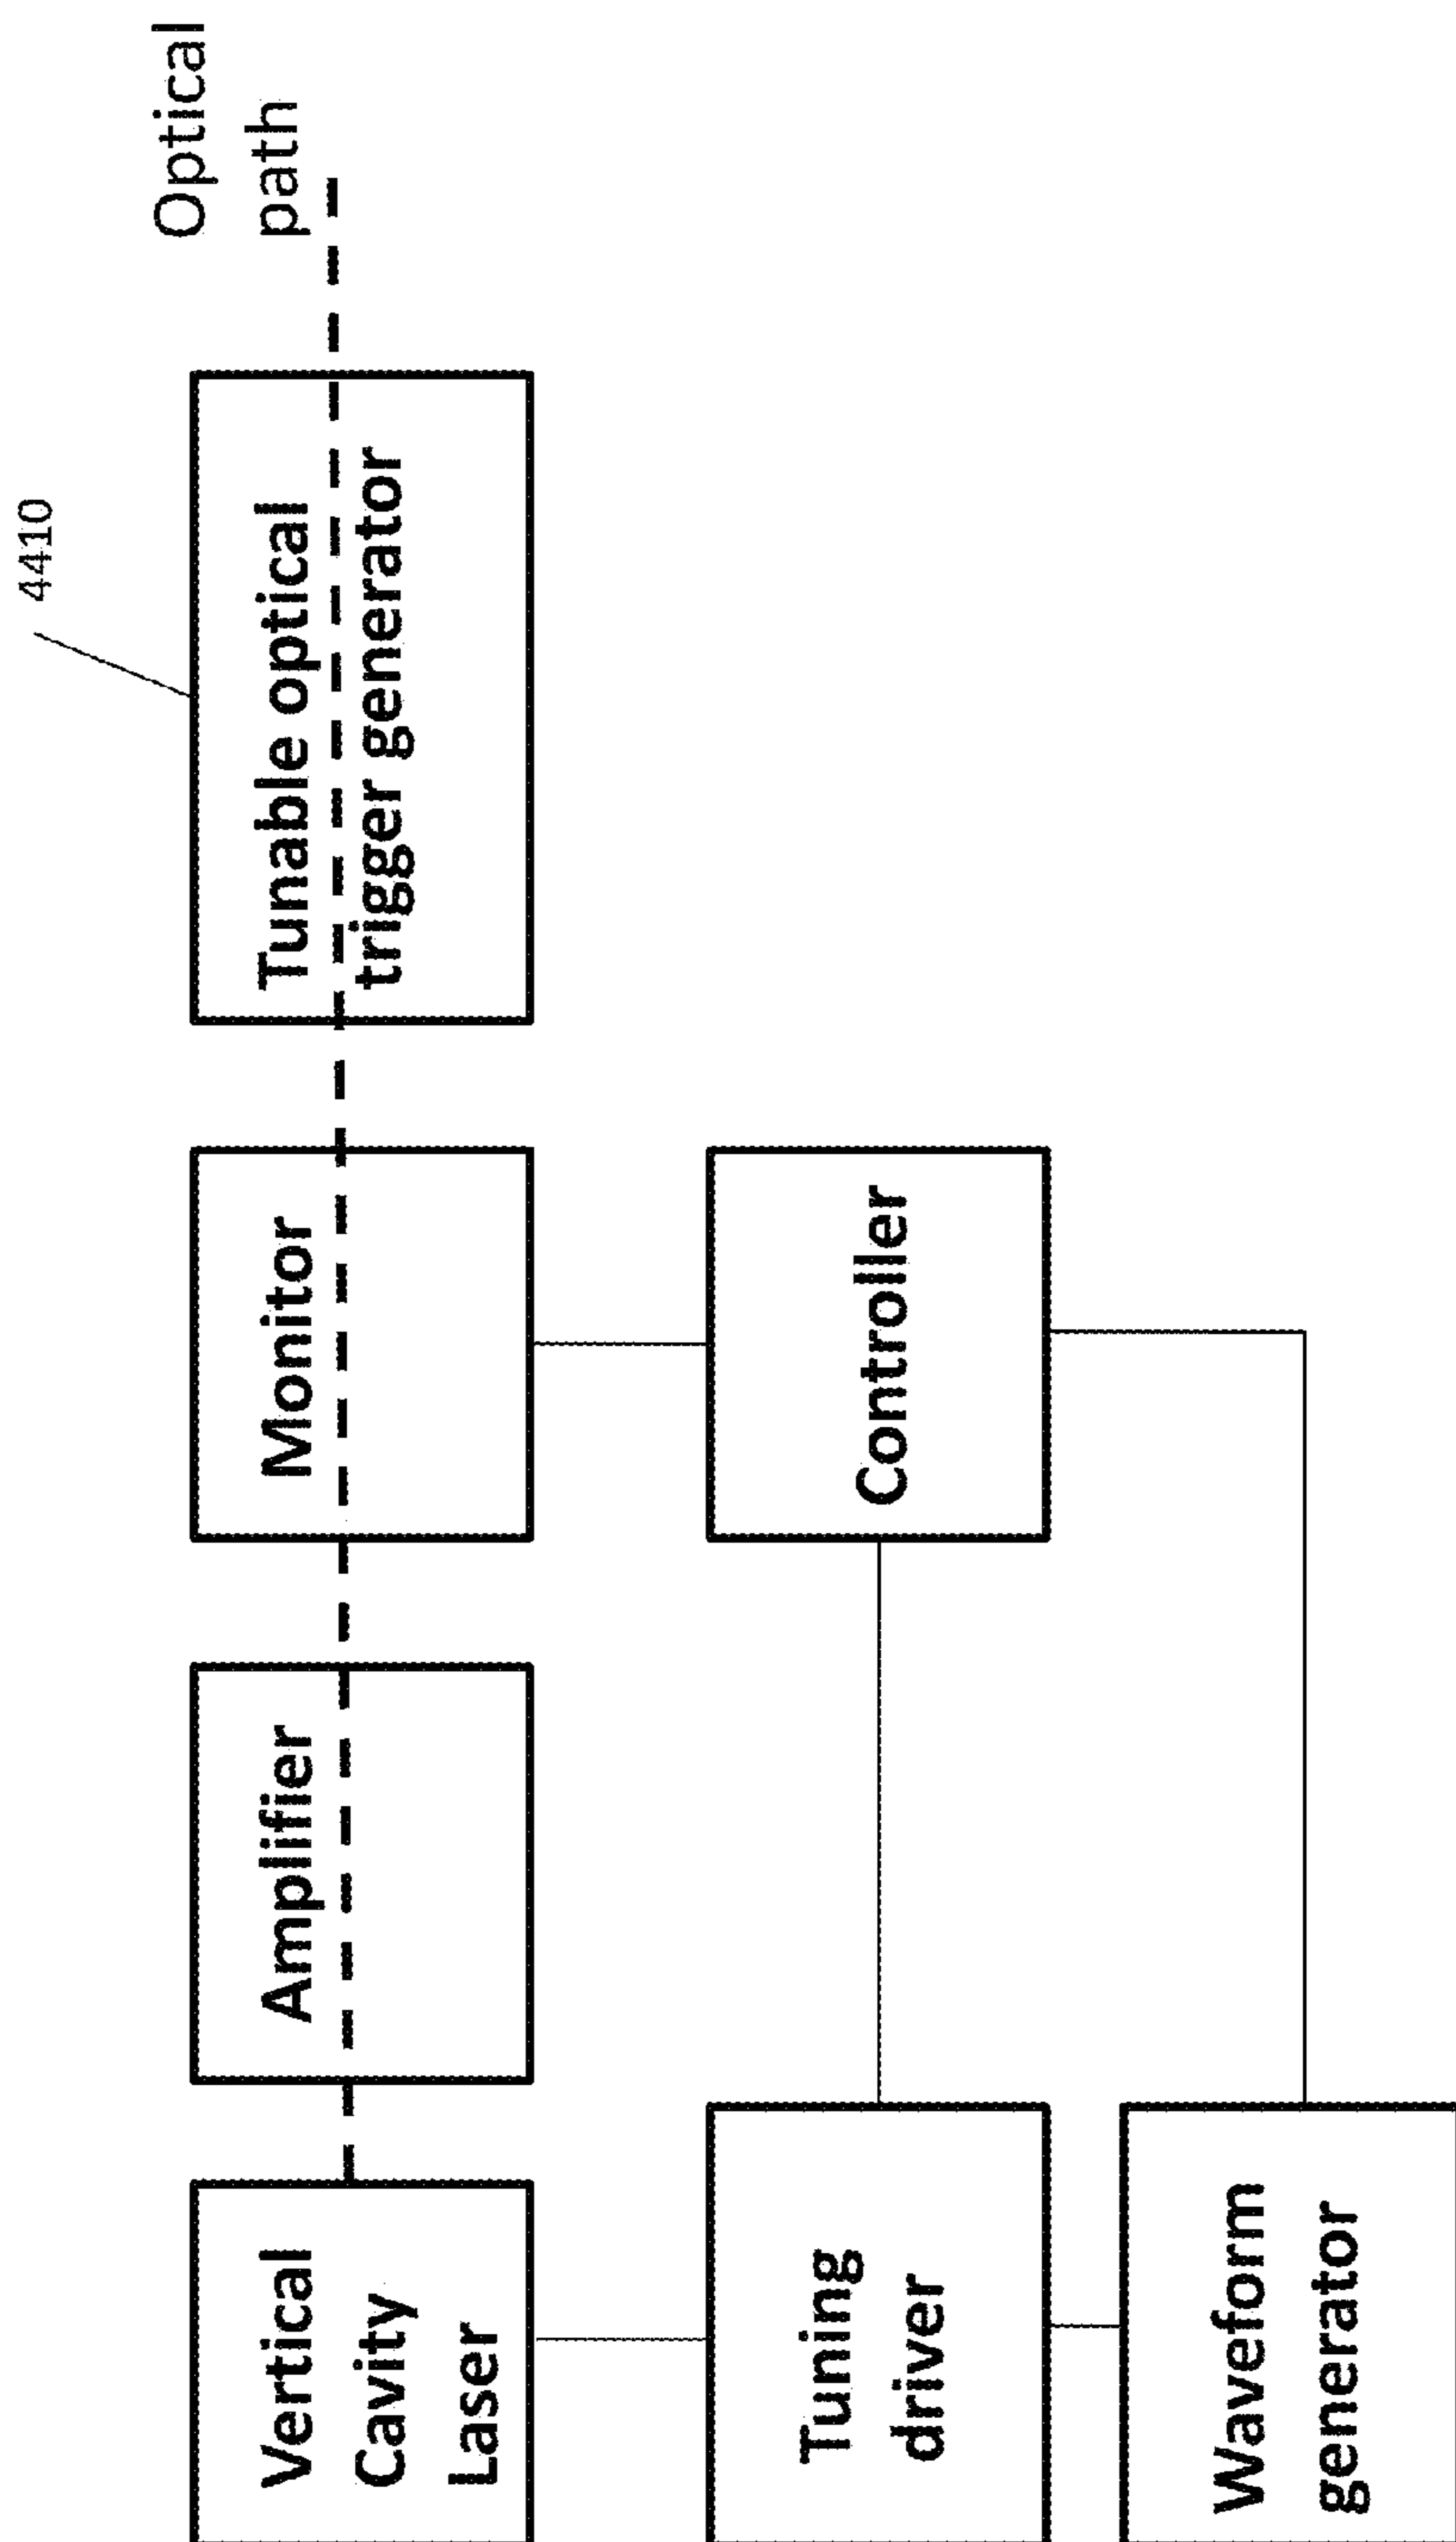 4410
Optical
path
Vertical
Cavity
Laser
Amplifier
Monitor
Tunable optical
trigger generator
Tuning
driver
Controller
Waveform
generator